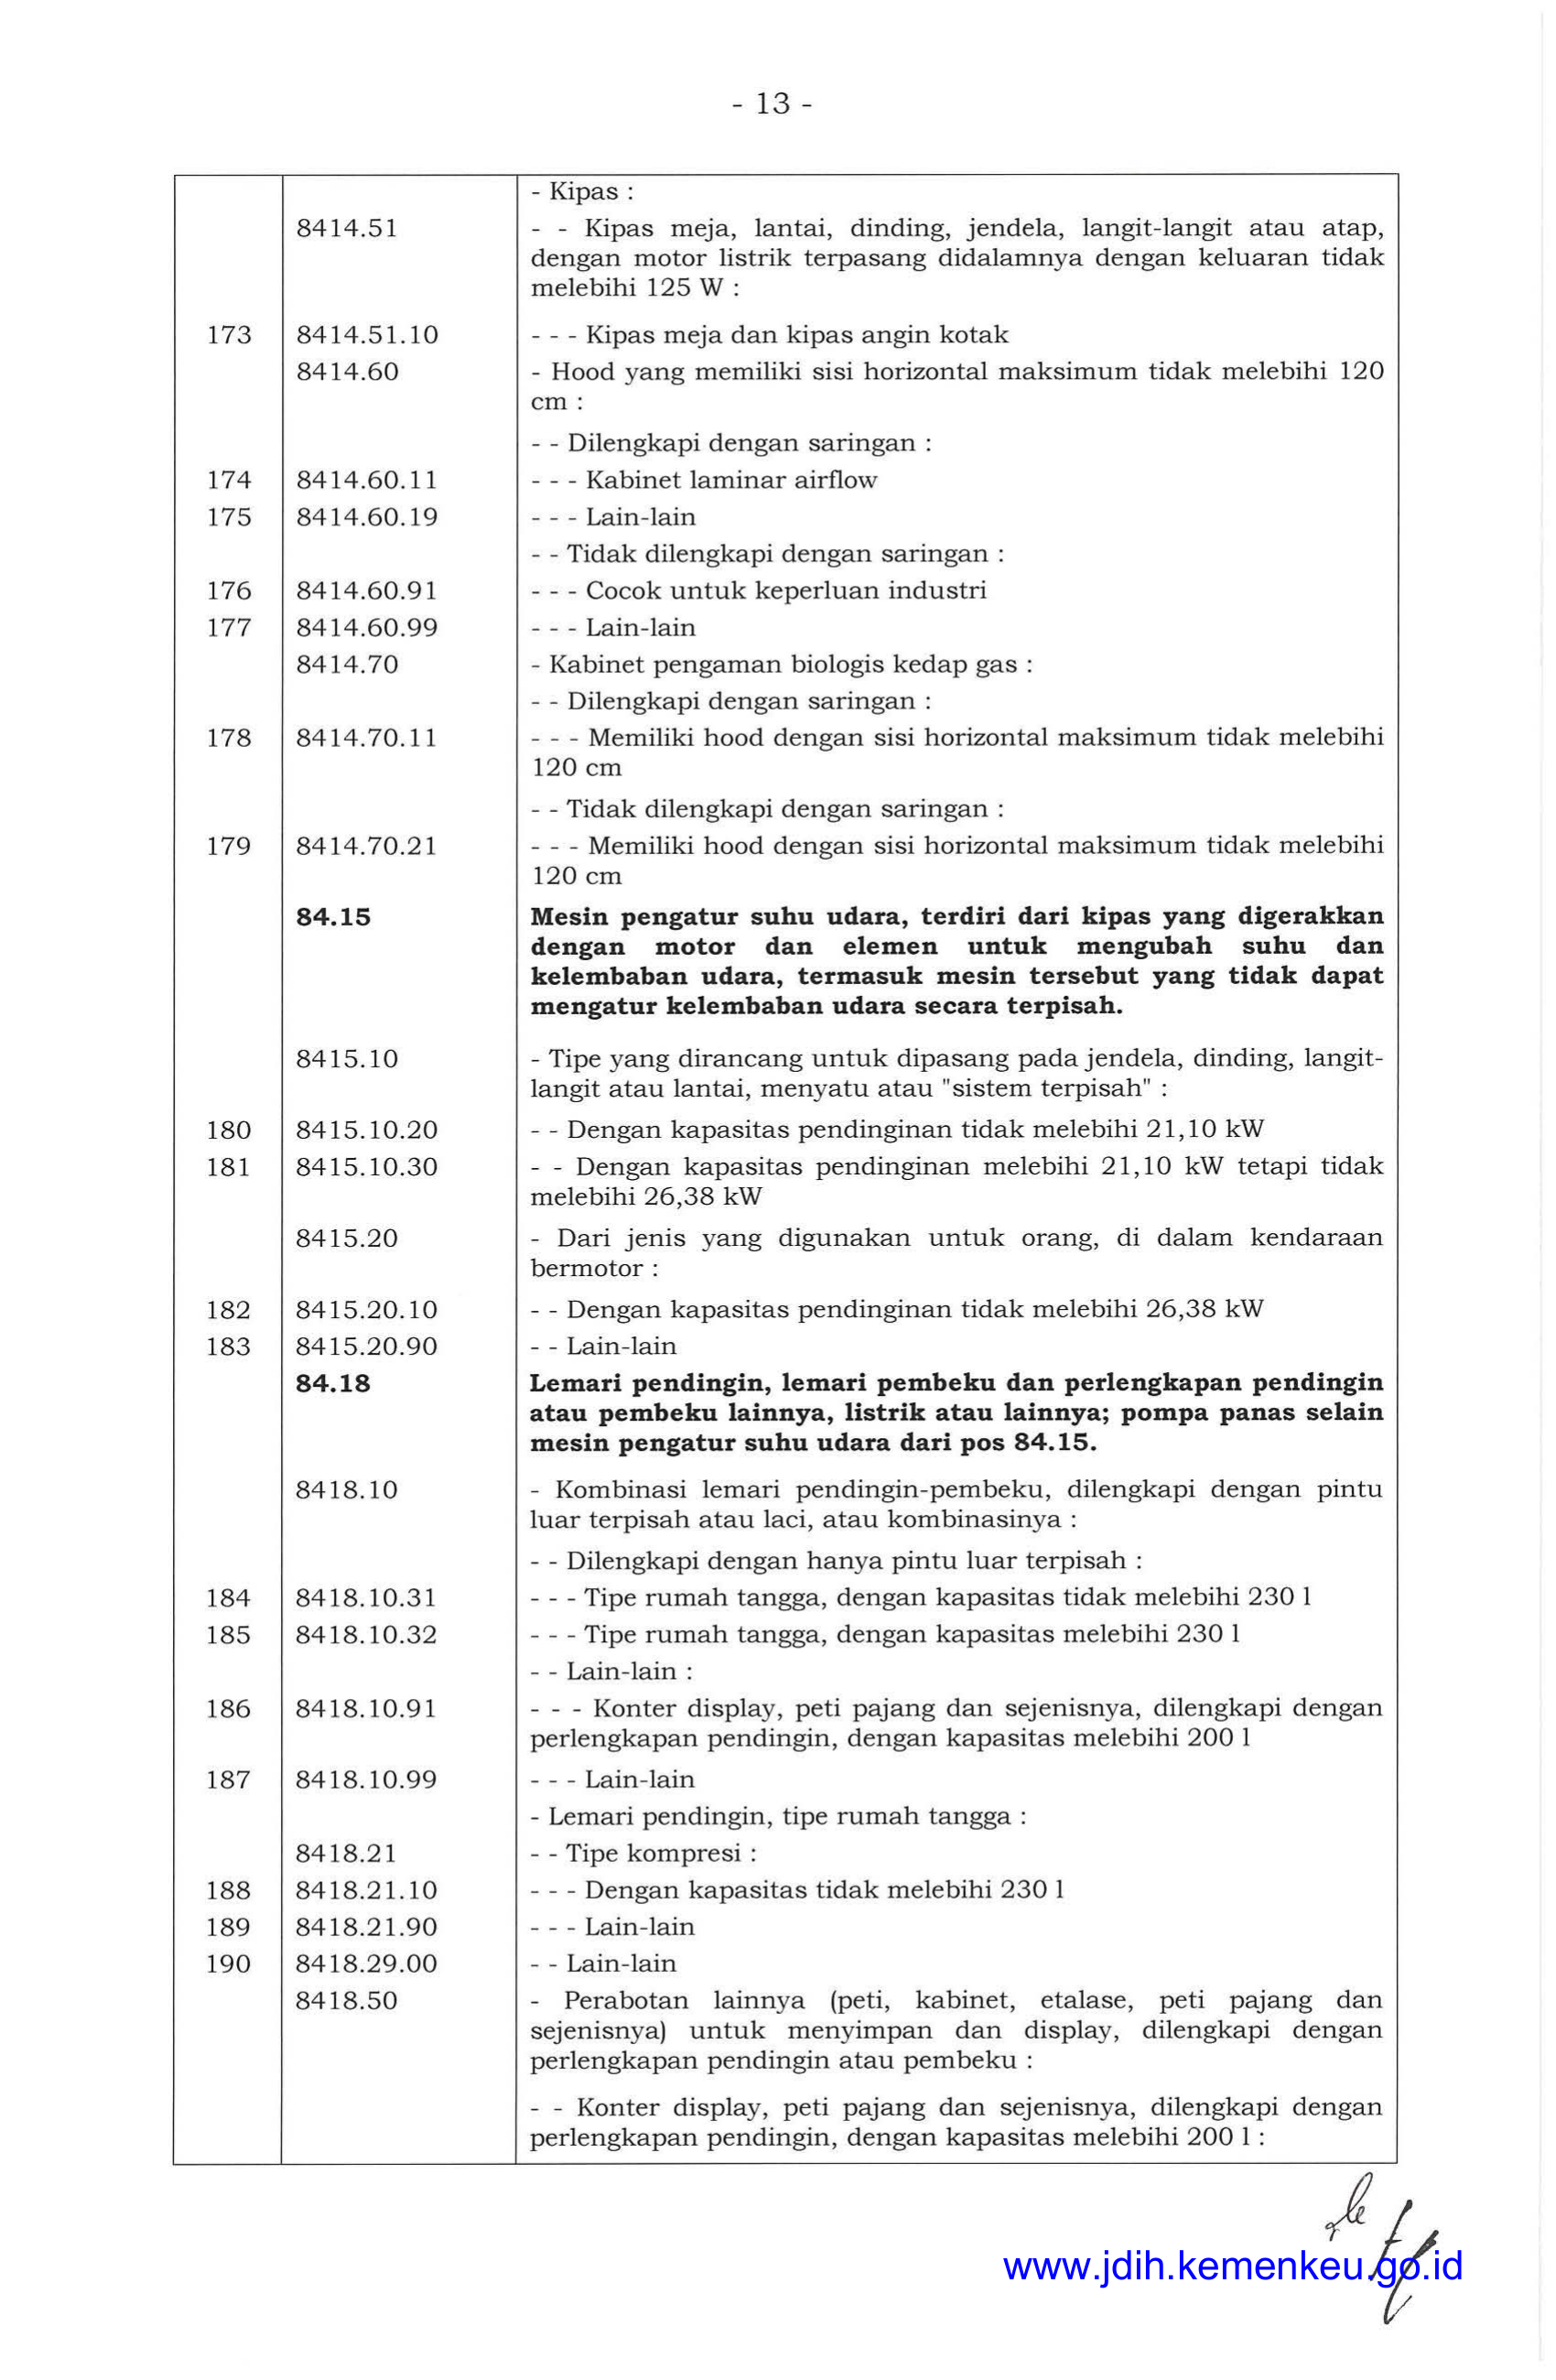 - 13 -
- Kipas :
8414.51 - - Kipas meja, lantai, dinding, jendela, langit-langit atau atap,
dengan motor listrik terpasang didalamnya dengan keluaran tidak
melebihi 125 W :
173 8414.51.10 - - - Kipas meja dan kipas angin kotak
8414.60 - Hood yang memiliki sisi horizontal maksimum tidak melebihi 120
cm :
- - Dilengkapi dengan saringan :
174 8414.60.11 - - - Kabinet laminar airflow
175 8414.60.19 - - - Lain-lain
- - Tidak dilengkapi dengan saringan :
176 8414.60.91 - - - Cocok untuk keperluan industri
177 8414.60.99 - - - Lain-lain
8414.70 - Kabinet pengaman biologis kedap gas :
- - Dilengkapi dengan saringan :
178 8414.70.11 - - - Memiliki hood dengan sisi horizontal maksimum tidak melebihi
120 cm
- - Tidak dilengkapi dengan saringan :
179 8414.70.21 - - - Memiliki hood dengan sisi horizontal maksimum tidak melebihi
120 cm
84.15 Mesin pengatur suhu udara, terdiri dari kipas yang digerakkan
dengan motor dan elemen untuk mengubah suhu dan
kelembaban udara, termasuk mesin tersebut yang tidak dapat
mengatur kelembaban udara secara terpisah.
8415.10 - Tipe yang dirancang untuk dipasang pada jendela, dinding, langit-
langit atau lantai, menyatu atau "sistem terpisah" :
180 8415.10.20 - - Dengan kapasitas pendinginan tidak melebihi 21,10 kW
181 8415.10.30 - - Dengan kapasitas pendinginan melebihi 21,10 kW tetapi tidak
melebihi 26,38 kW
8415.20 - Dari jenis yang digunakan untuk orang, di dalam kendaraan
bermotor :
182 8415.20.10 - - Dengan kapasitas pendinginan tidak melebihi 26,38 kW
183 8415.20.90 - - Lain-lain
84.18 Lemari pendingin, lemari pembeku dan perlengkapan pendingin
atau pembeku lainnya, listrik atau lainnya; pompa panas selain
mesin pengatur suhu udara dari pos 84.15.
8418.10 - Kombinasi lemari pendingin-pembeku, dilengkapi dengan pintu
luar terpisah atau laci, atau kombinasinya :
- - Dilengkapi dengan hanya pintu luar terpisah :
184 8418.10.31 - - - Tipe rumah tangga, dengan kapasitas tidak melebihi 230 l
185 8418.10.32 - - - Tipe rumah tangga, dengan kapasitas melebihi 230 l
- - Lain-lain :
186 8418.10.91 - - - Konter display, peti pajang dan sejenisnya, dilengkapi dengan
perlengkapan pendingin, dengan kapasitas melebihi 200 l
187 8418.10.99 - - - Lain-lain
- Lemari pendingin, tipe rumah tangga :
8418.21 - - Tipe kompresi :
188 8418.21.10 - - - Dengan kapasitas tidak melebihi 230 l
189 8418.21.90 - - - Lain-lain
190 8418.29.00 - - Lain-lain
8418.50 - Perabotan lainnya (peti, kabinet, etalase, peti pajang dan
sejenisnya) untuk menyimpan dan display, dilengkapi dengan
perlengkapan pendingin atau pembeku :
- - Konter display, peti pajang dan sejenisnya, dilengkapi dengan
perlengkapan pendingin, dengan kapasitas melebihi 200 l :
www.jdih.kemenkeu.go.id